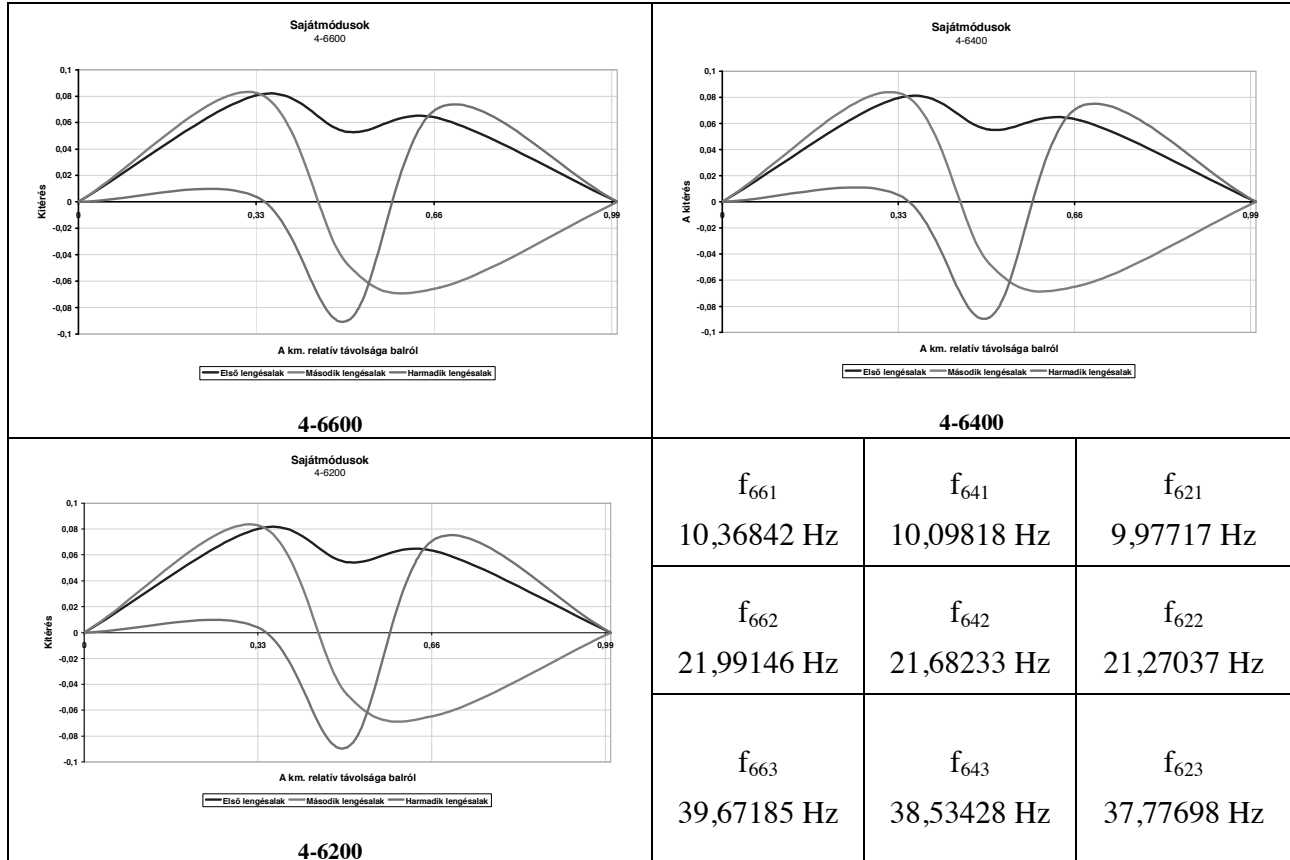 Sajátmódusok
4-6600
0,1
0,08
0,06
0,04
0,02
0
-0,02
-0,04
-0,06
-0,08
-0,1
0
0,33
0,66
0,99
Kitérés
A km. relatív távolsága balról
Első lengésalak Második lengésalak Harmadik lengésalak
4-6600
Sajátmódusok
4-6400
0,1
0,08
0,06
0,04
0,02
0
-0,02
-0,04
-0,06
-0,08
-0,1
0
0,33
0,66
0,99
A kitérés
A km. relatív távolsága balról
Első lengésalak Második lengésalak Harmadik lengésalak
4-6400
Sajátmódusok
4-6200
0,1
0,08
0,06
0,04
0,02
0
-0,02
-0,04
-0,06
-0,08
-0,1
0
0,33
0,66
0,99
Kitérés
A km. relatív távolsága balról
Első lengésalak Második lengésalak Harmadik lengésalak
4-6200
f661 f641 f621
10,36842 Hz 10,09818 Hz 9,97717 Hz
f662 f642 f622
21,99146 Hz 21,68233 Hz 21,27037 Hz
f663 f643 f623
39,67185 Hz 38,53428 Hz 37,77698 Hz